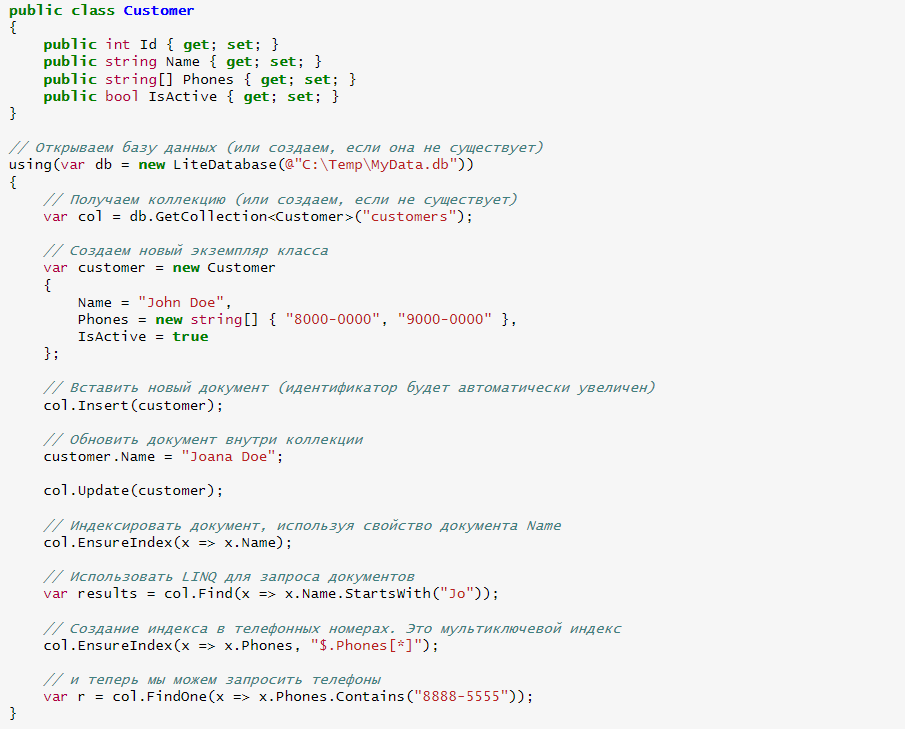 public class Customer
{
    public int Id { get; set; }
    public string Name { get; set; }
    public string[] Phones { get; set; }
    public bool IsActive { get; set; }
}

// Открываем базу данных (или создаем, если она не существует)
using(var db = new LiteDatabase(@"C:\Temp\MyData.db"))
{
    // Получаем коллекцию (или создаем, если не существует)
    var col = db.GetCollection<Customer>("customers");

    // Создаем новый экземпляр класса
    var customer = new Customer
    {
        Name = "John Doe",
        Phones = new string[] { "8000-0000", "9000-0000" },
        IsActive = true
    };

    // Вставить новый документ (идентификатор будет автоматически увеличен)
    col.Insert(customer);

    // Обновить документ внутри коллекции
    customer.Name = "Joana Doe";

    col.Update(customer);

    // Индексировать документ, используя свойство документа Name
    col.EnsureIndex(x => x.Name);

    // Использовать LINQ для запроса документов
    var results = col.Find(x => x.Name.StartsWith("Jo"));

    // Создание индекса в телефонных номерах. Это мультиключевой индекс
    col.EnsureIndex(x => x.Phones, "$.Phones[*]");

    // и теперь мы можем запросить телефоны
    var r = col.FindOne(x => x.Phones.Contains("8888-5555"));
}